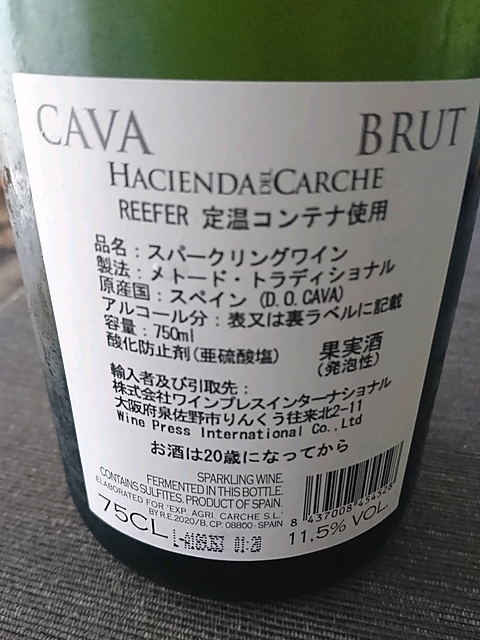 CAVA BRUT
HACIENDA DEL CARCHE
REEFER 定温コンテナ使用
品名：スパークリングワイン
製法：メトード・トラディショナル
原産国：スペイン (D.O.CAVA)
アルコール分：表又は裏ラベルに記載
容量：750ml
酸化防止剤(亜硫酸塩)
果実酒
(発泡性)
輸入者及び引取先：
株式会社ワインプレスインターナショナル
大阪府泉佐野市りんくう往来北2-11
Wine Press International Co.,Ltd
お酒は20歳になってから
SPARKLING WINE.
FERMENTED IN THIS BOTTLE.
CONTAINS SULFITES. PRODUCT OF SPAIN.
ELABORATED FOR 'EXP. AGRI. CARCHE S.L.'
BY R.E.2020/B, CP: 08800 - SPAIN
8 437008 454528
75CL
L-A189J53 01:20
11.5% VOL.